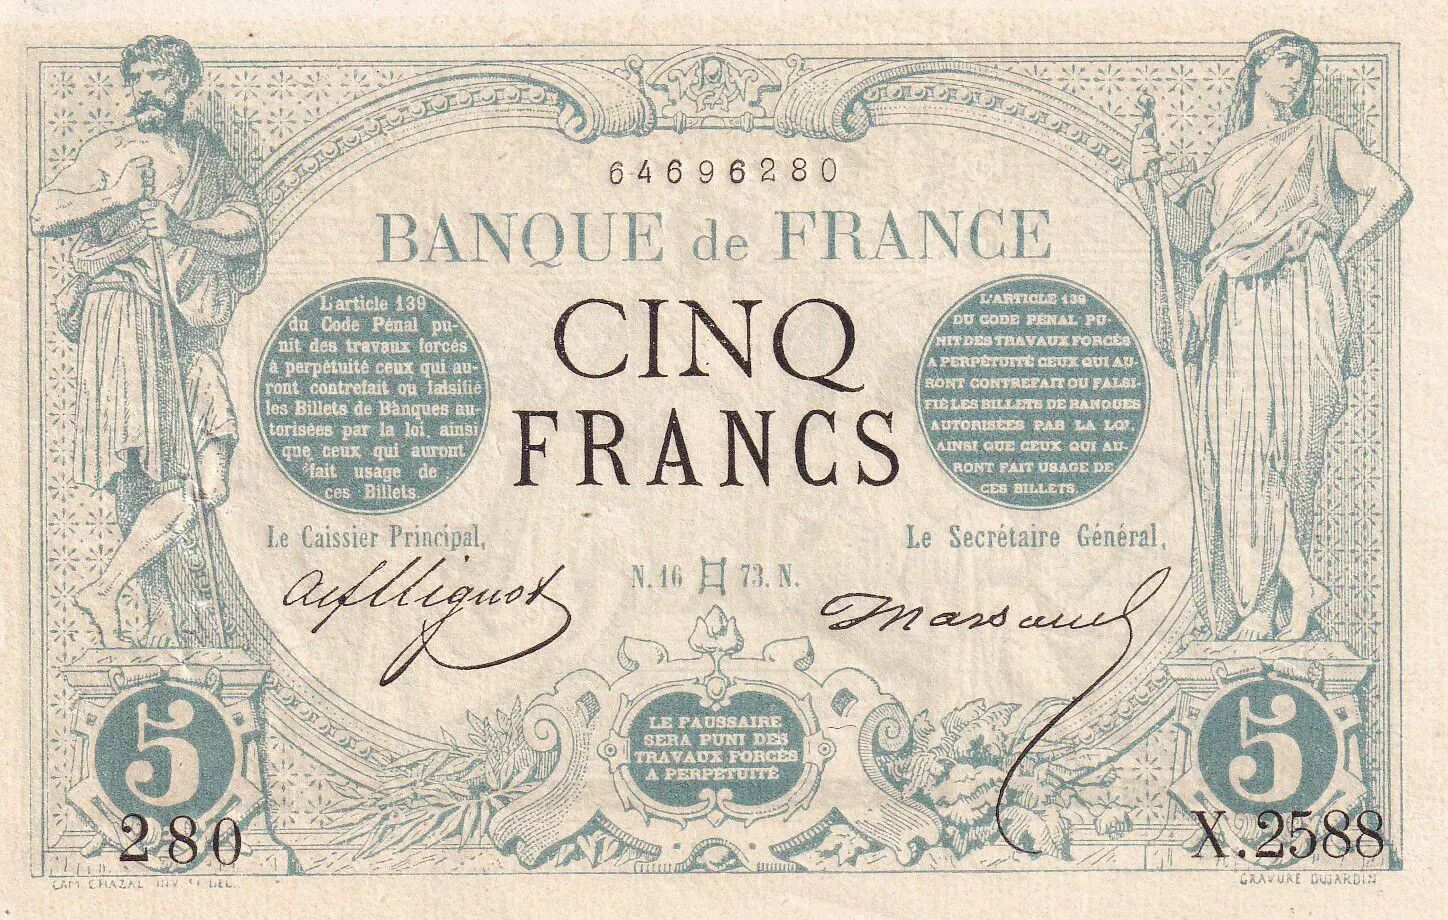 64696280
BANQUE de FRANCE
CINQ
FRANCS
L'article 139
du Code Pénal pu-
nit des travaux forcés
à perpétuité ceux qui au-
ront contrefait ou falsifié
les Billets de Banques au-
torisées par la loi, ainsi
que ceux qui auront
fait usage de
ces Billets.
L'ARTICLE 139
DU CODE PÉNAL PU-
NIT DES TRAVAUX FORCÉS
A PERPÉTUITÉ CEUX QUI AU-
RONT CONTREFAIT OU FALSI-
FIÉ LES BILLETS DE BANQUES
AUTORISÉES PAR LA LOI,
AINSI QUE CEUX QUI AU-
RONT FAIT USAGE DE
CES BILLETS.
Le Caissier Principal,
Le Secrétaire Général,
N. 16 73. N.
LE FAUSSAIRE
SERA PUNI DES
TRAVAUX FORCÉS
A PERPÉTUITÉ
5
5
280
X.2588
CAM. CHAZAL INV. ET DEL.
GRAVURE DUJARDIN